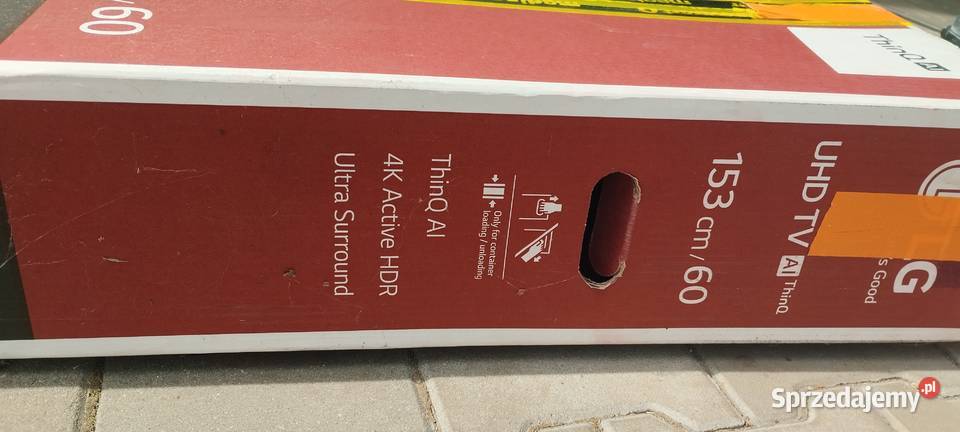 /60
ThinQ AI
LG
Life's Good
UHD TV AI ThinQ
153 cm / 60
Only for container
loading / unloading
ThinQ AI
4K Active HDR
Ultra Surround
Sprzedajemy.pl